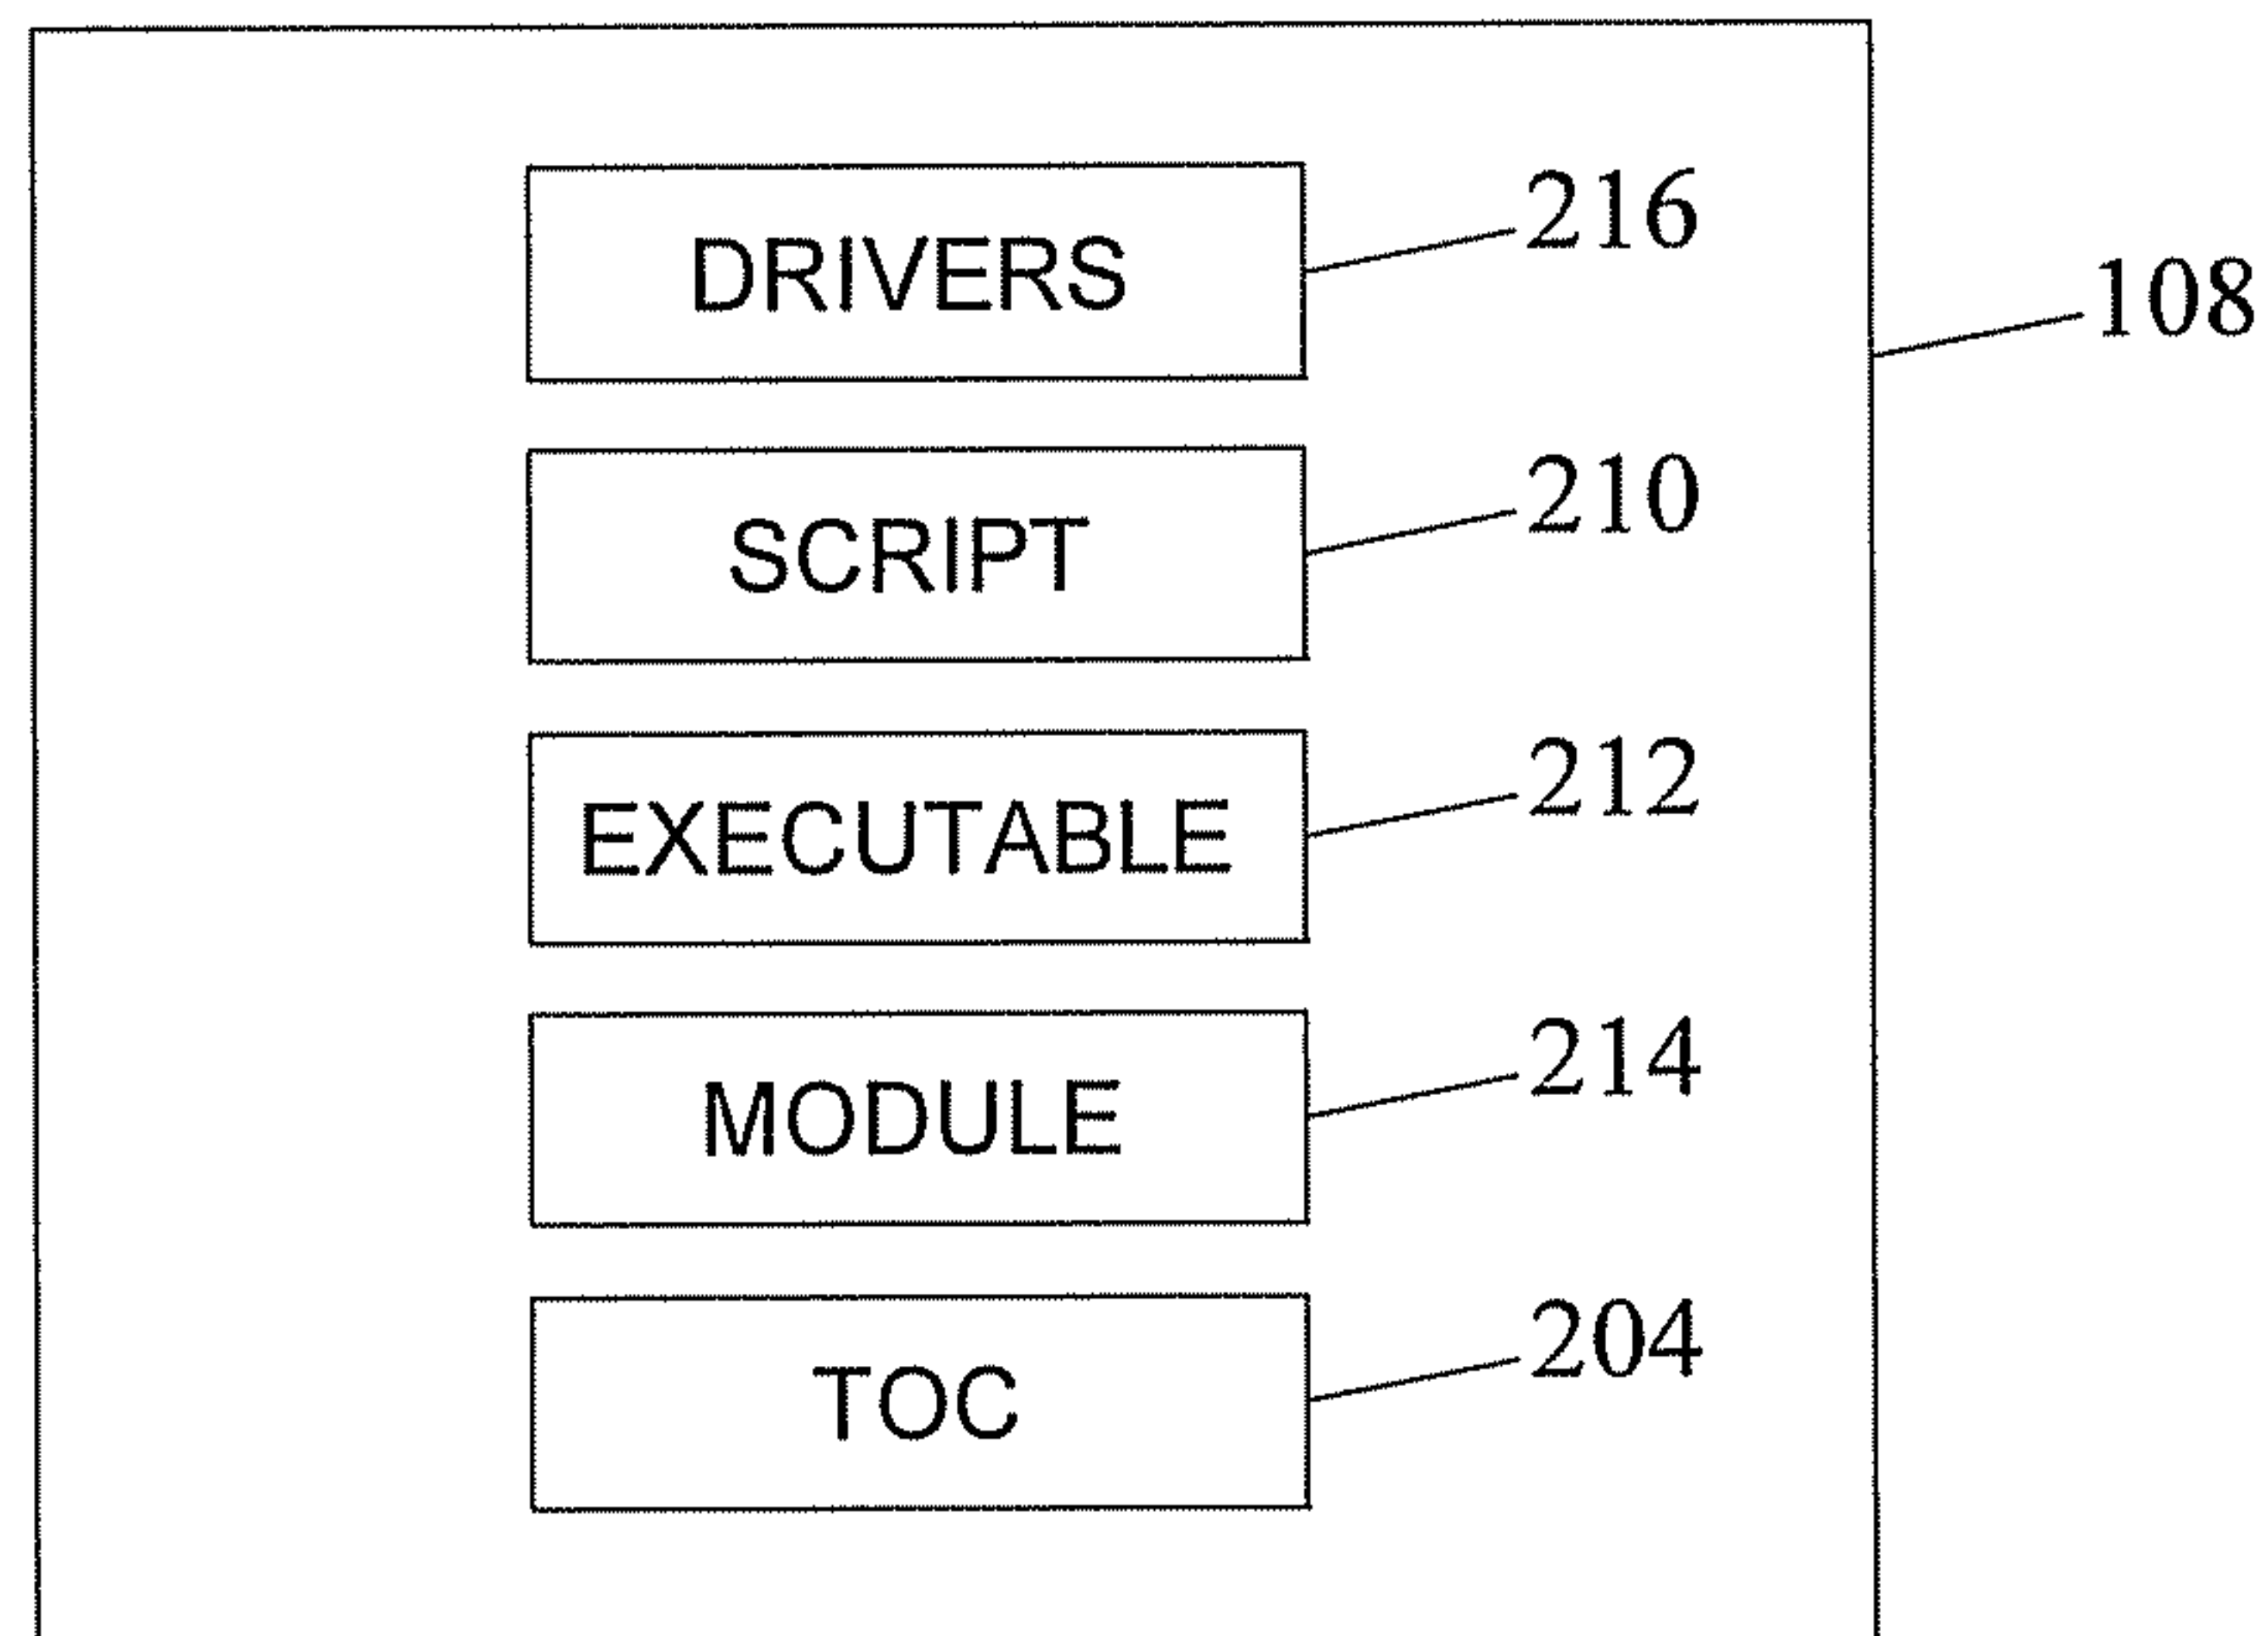 DRIVERS 216
108
SCRIPT 210
EXECUTABLE 212
MODULE 214
TOC 204